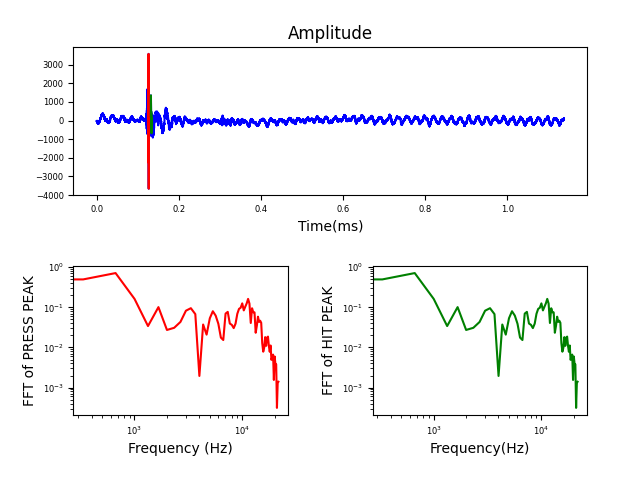 Amplitude
3000
2000
1000
0
−1000
−2000
−3000
−4000
0.0 0.2 0.4 0.6 0.8 1.0
Time(ms)
FFT of PRESS PEAK
10⁰
10⁻¹
10⁻²
10⁻³
10³ 10⁴
Frequency (Hz)
FFT of HIT PEAK
10⁰
10⁻¹
10⁻²
10⁻³
10³ 10⁴
Frequency(Hz)